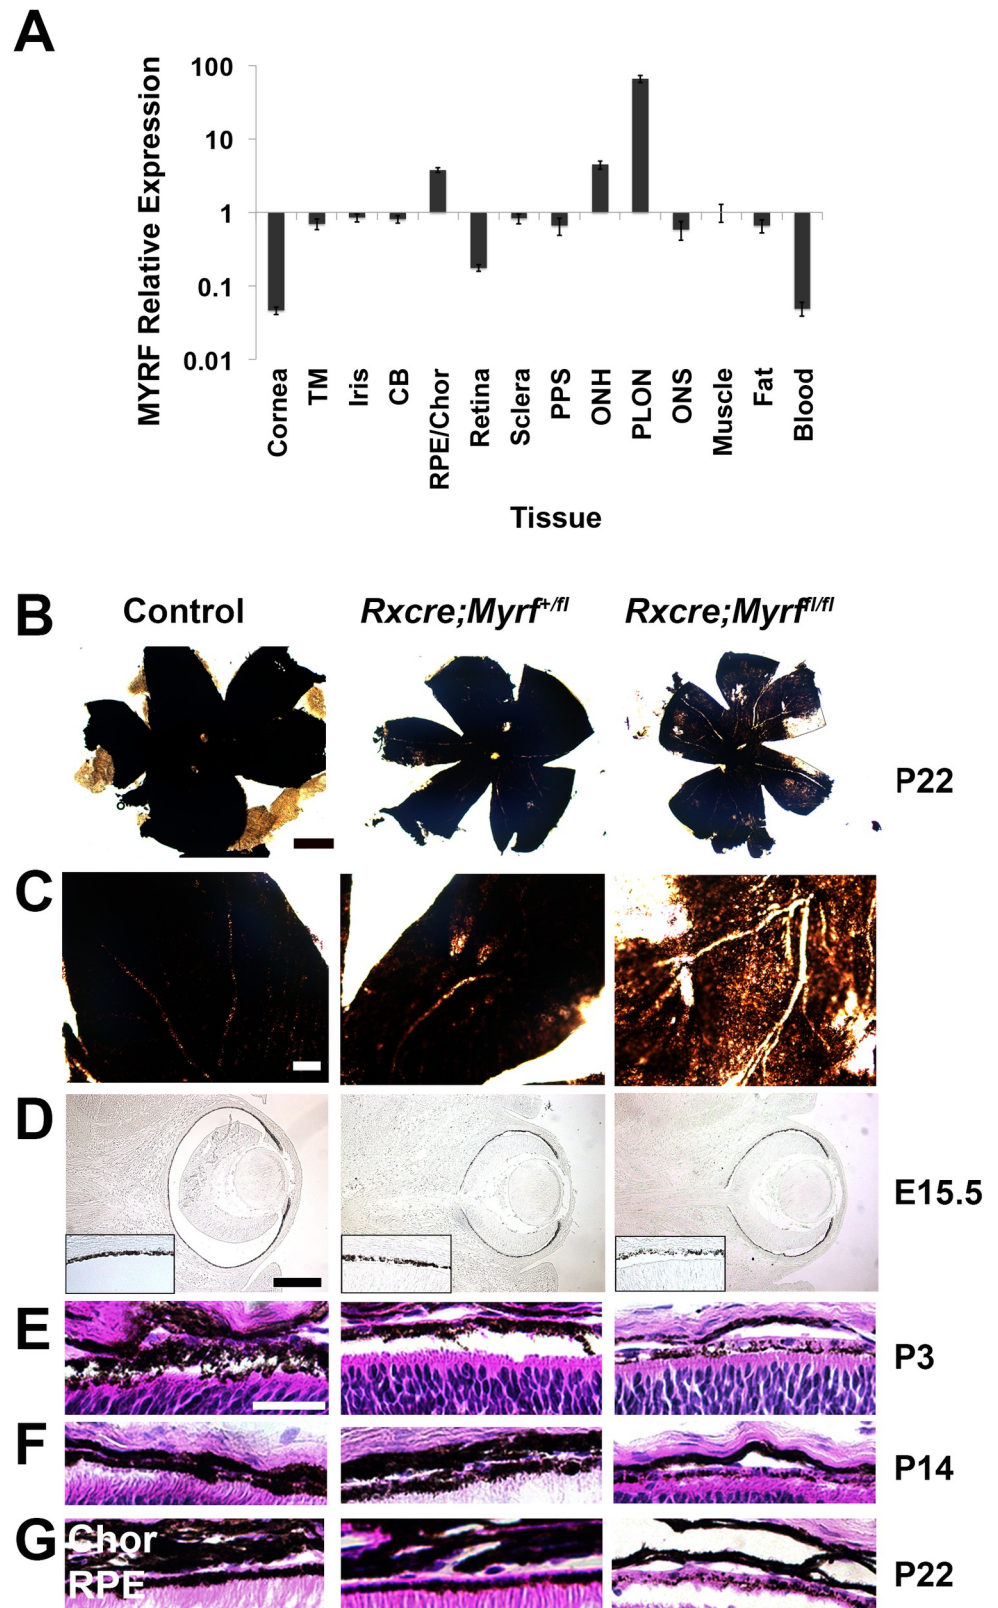 A
MYRF Relative Expression
100
10
1
0.1
0.01
Cornea
TM
Iris
CB
RPE/Chor
Retina
Sclera
PPS
ONH
PLON
ONS
Muscle
Fat
Blood
Tissue
B
Control
Rxcre;Myrf+/fl
Rxcre;Myrffl/fl
P22
C
D
E15.5
E
P3
F
P14
G
Chor
RPE
P22